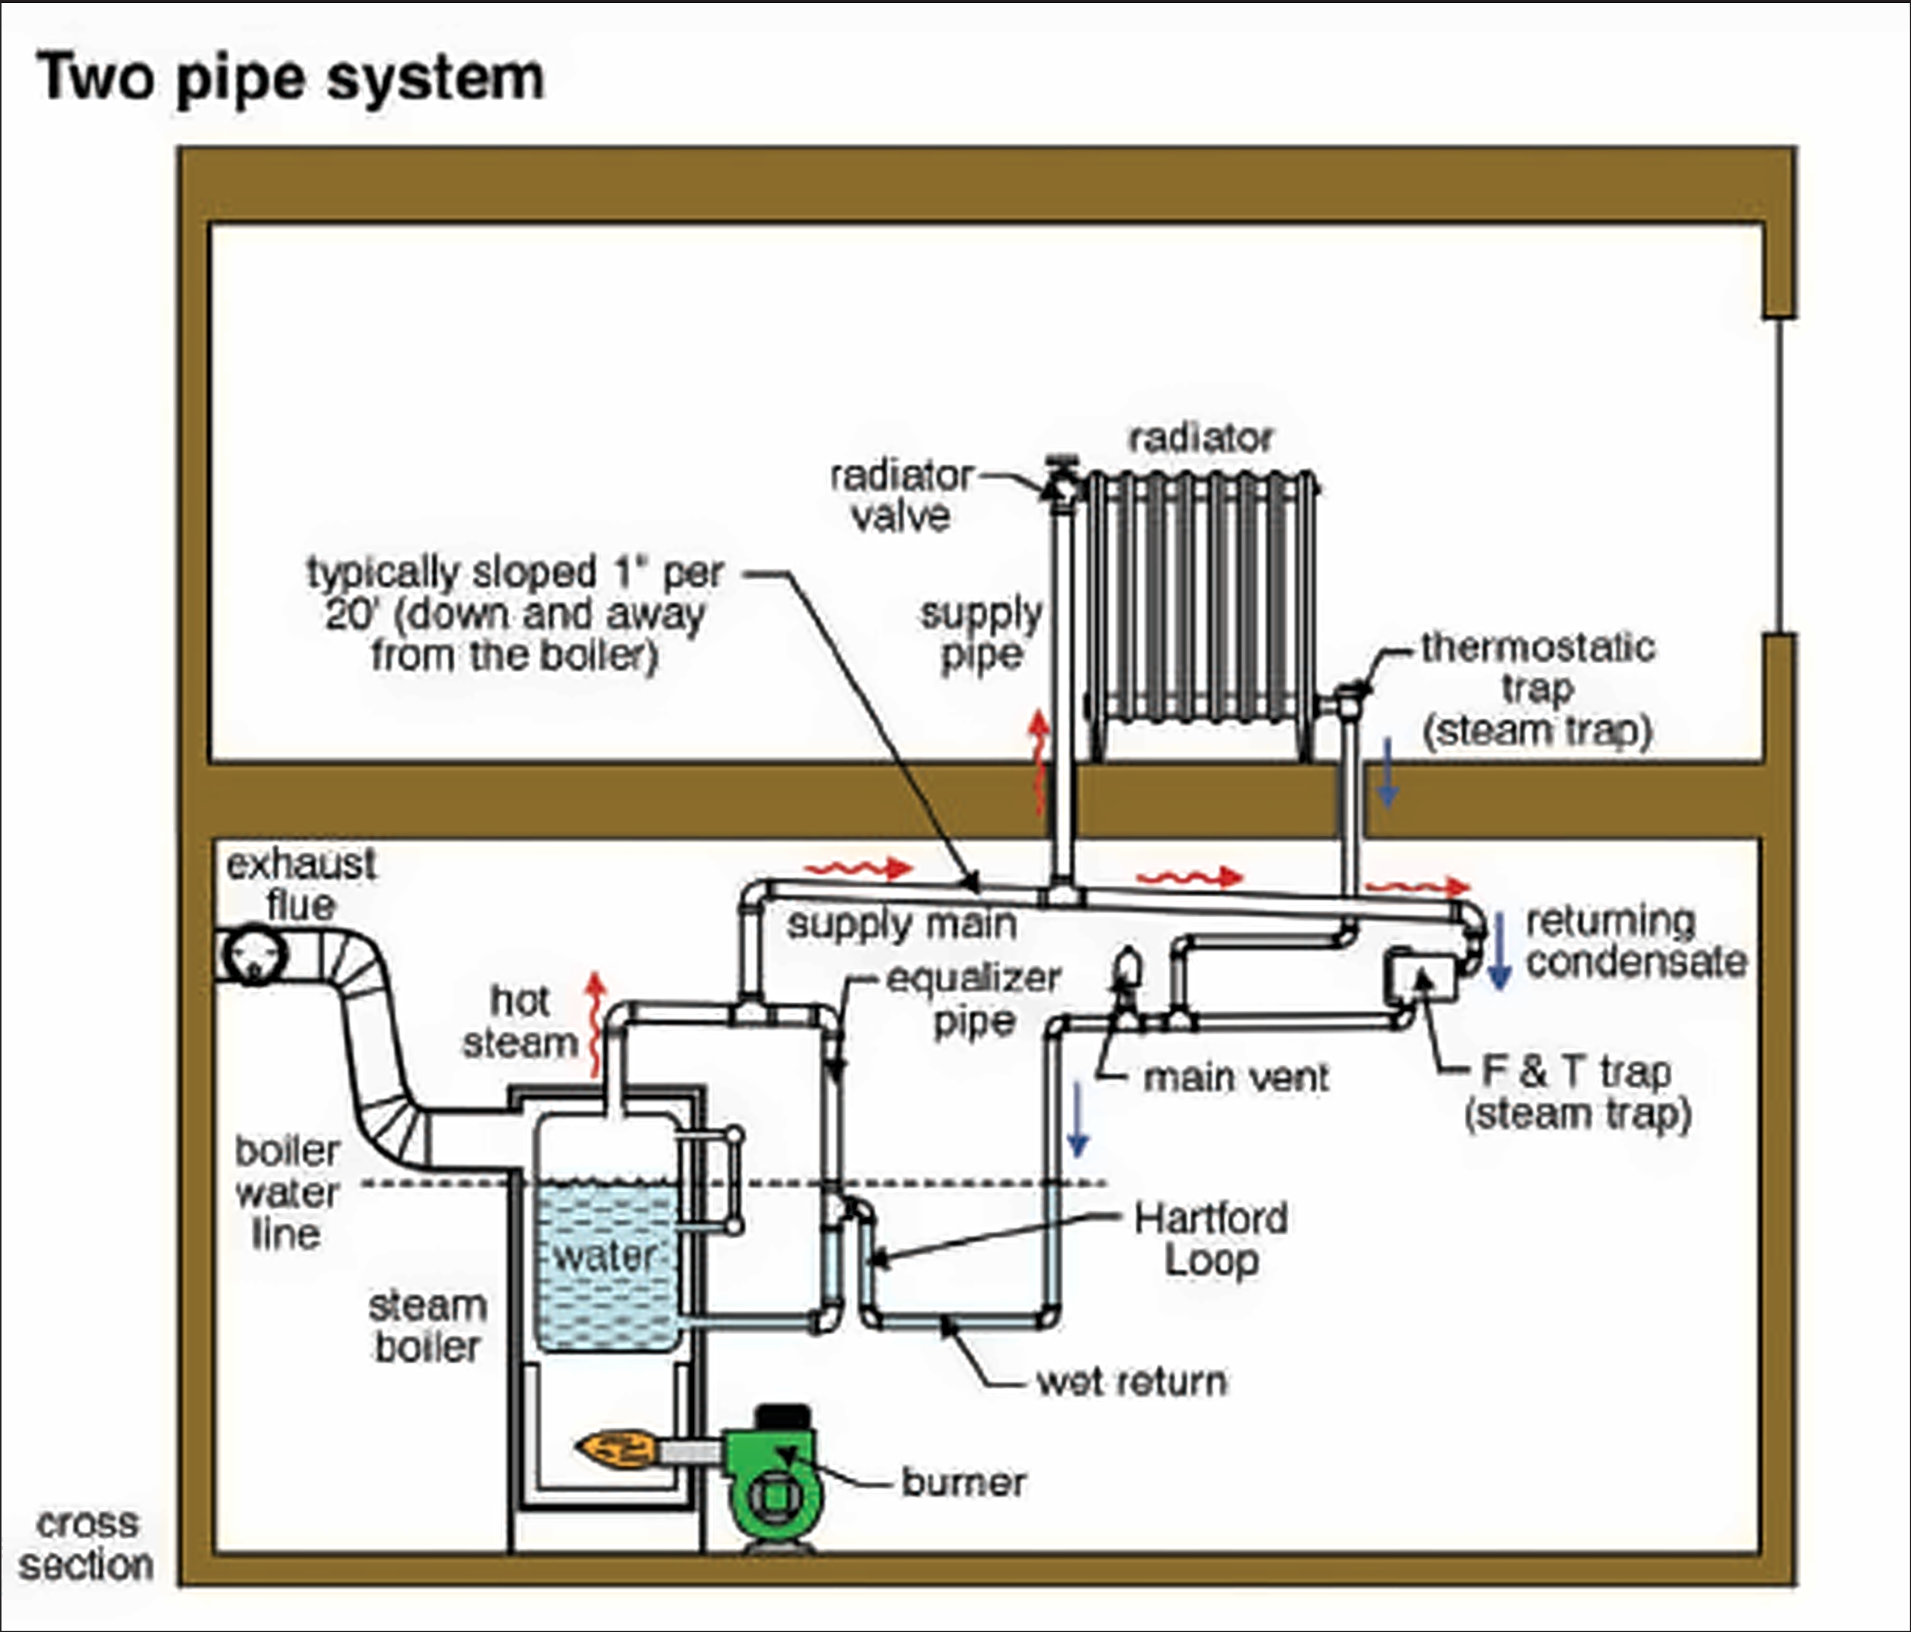 Two pipe system
radiator
radiator
valve
typically sloped 1" per
20' (down and away
from the boiler)
supply
pipe
thermostatic
trap
(steam trap)
exhaust
flue
supply main
returning
condensate
equalizer
pipe
hot
steam
main vent
F & T trap
(steam trap)
boiler
water
line
Hartford
Loop
water
steam
boiler
wet return
burner
cross
section